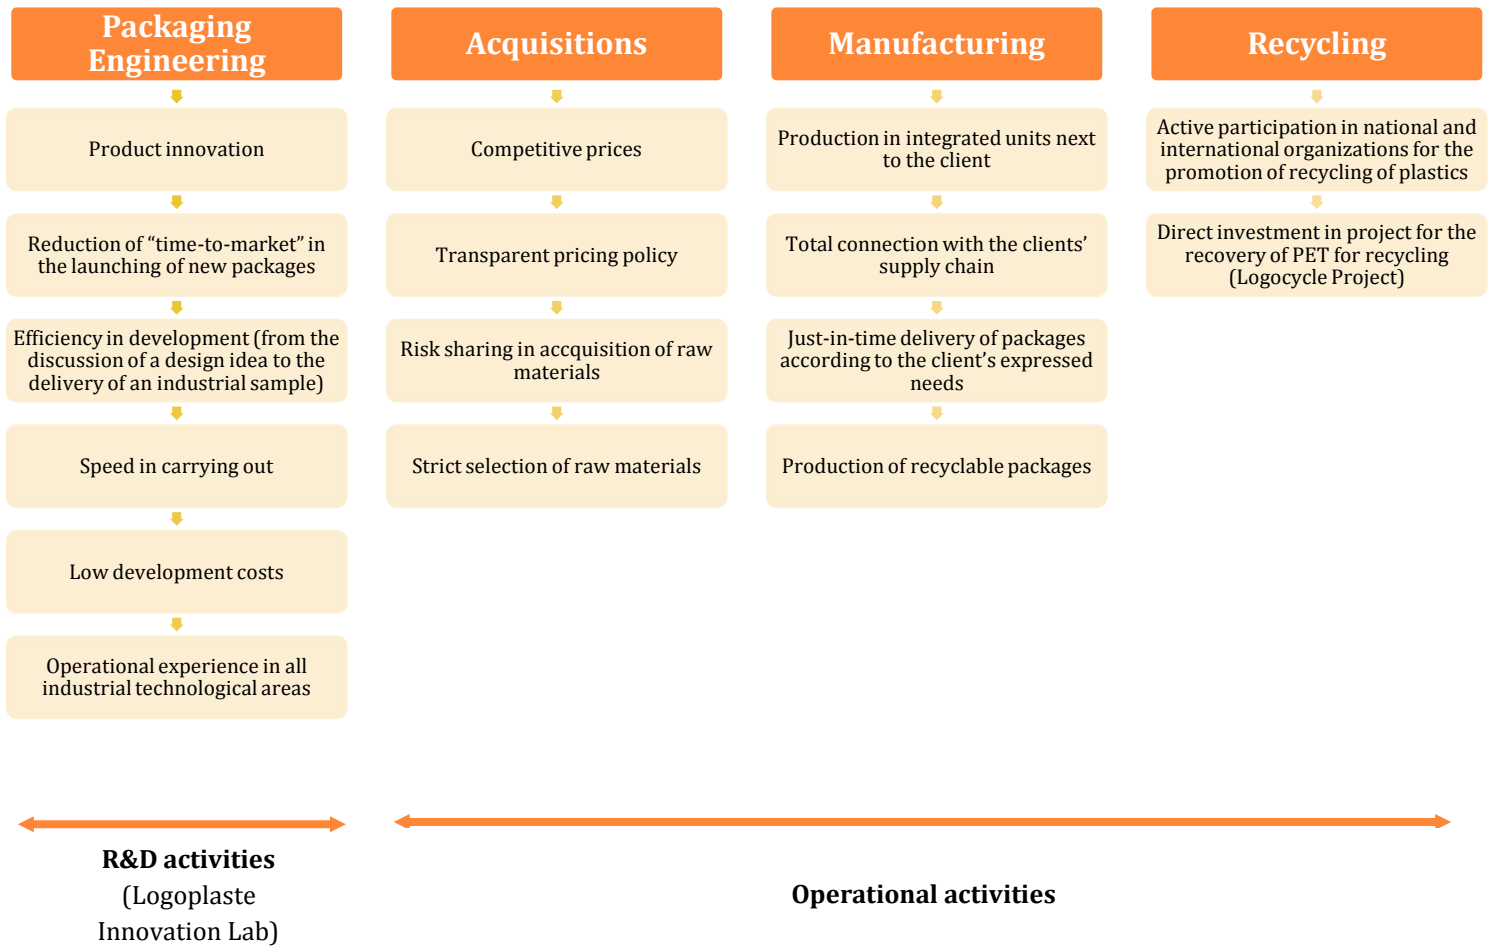 Packaging
Engineering
Product innovation
Reduction of “time-to-market” in
the launching of new packages
Efficiency in development (from the
discussion of a design idea to the
delivery of an industrial sample)
Speed in carrying out
Low development costs
Operational experience in all
industrial technological areas
Acquisitions
Competitive prices
Transparent pricing policy
Risk sharing in accquisition of raw
materials
Strict selection of raw materials
Manufacturing
Production in integrated units next
to the client
Total connection with the clients’
supply chain
Just-in-time delivery of packages
according to the client’s expressed
needs
Production of recyclable packages
Recycling
Active participation in national and
international organizations for the
promotion of recycling of plastics
Direct investment in project for the
recovery of PET for recycling
(Logocycle Project)
R&D activities
(Logoplaste
Innovation Lab)
Operational activities